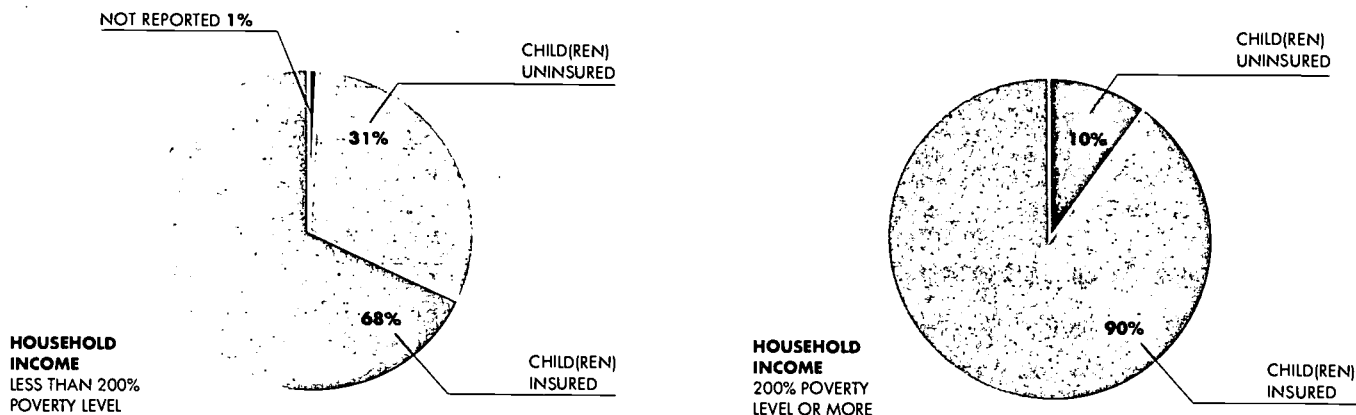 NOT REPORTED 1%
CHILD(REN)
UNINSURED
31%
68%
HOUSEHOLD
INCOME
LESS THAN 200%
POVERTY LEVEL
CHILD(REN)
INSURED
CHILD(REN)
UNINSURED
10%
90%
HOUSEHOLD
INCOME
200% POVERTY
LEVEL OR MORE
CHILD(REN)
INSURED